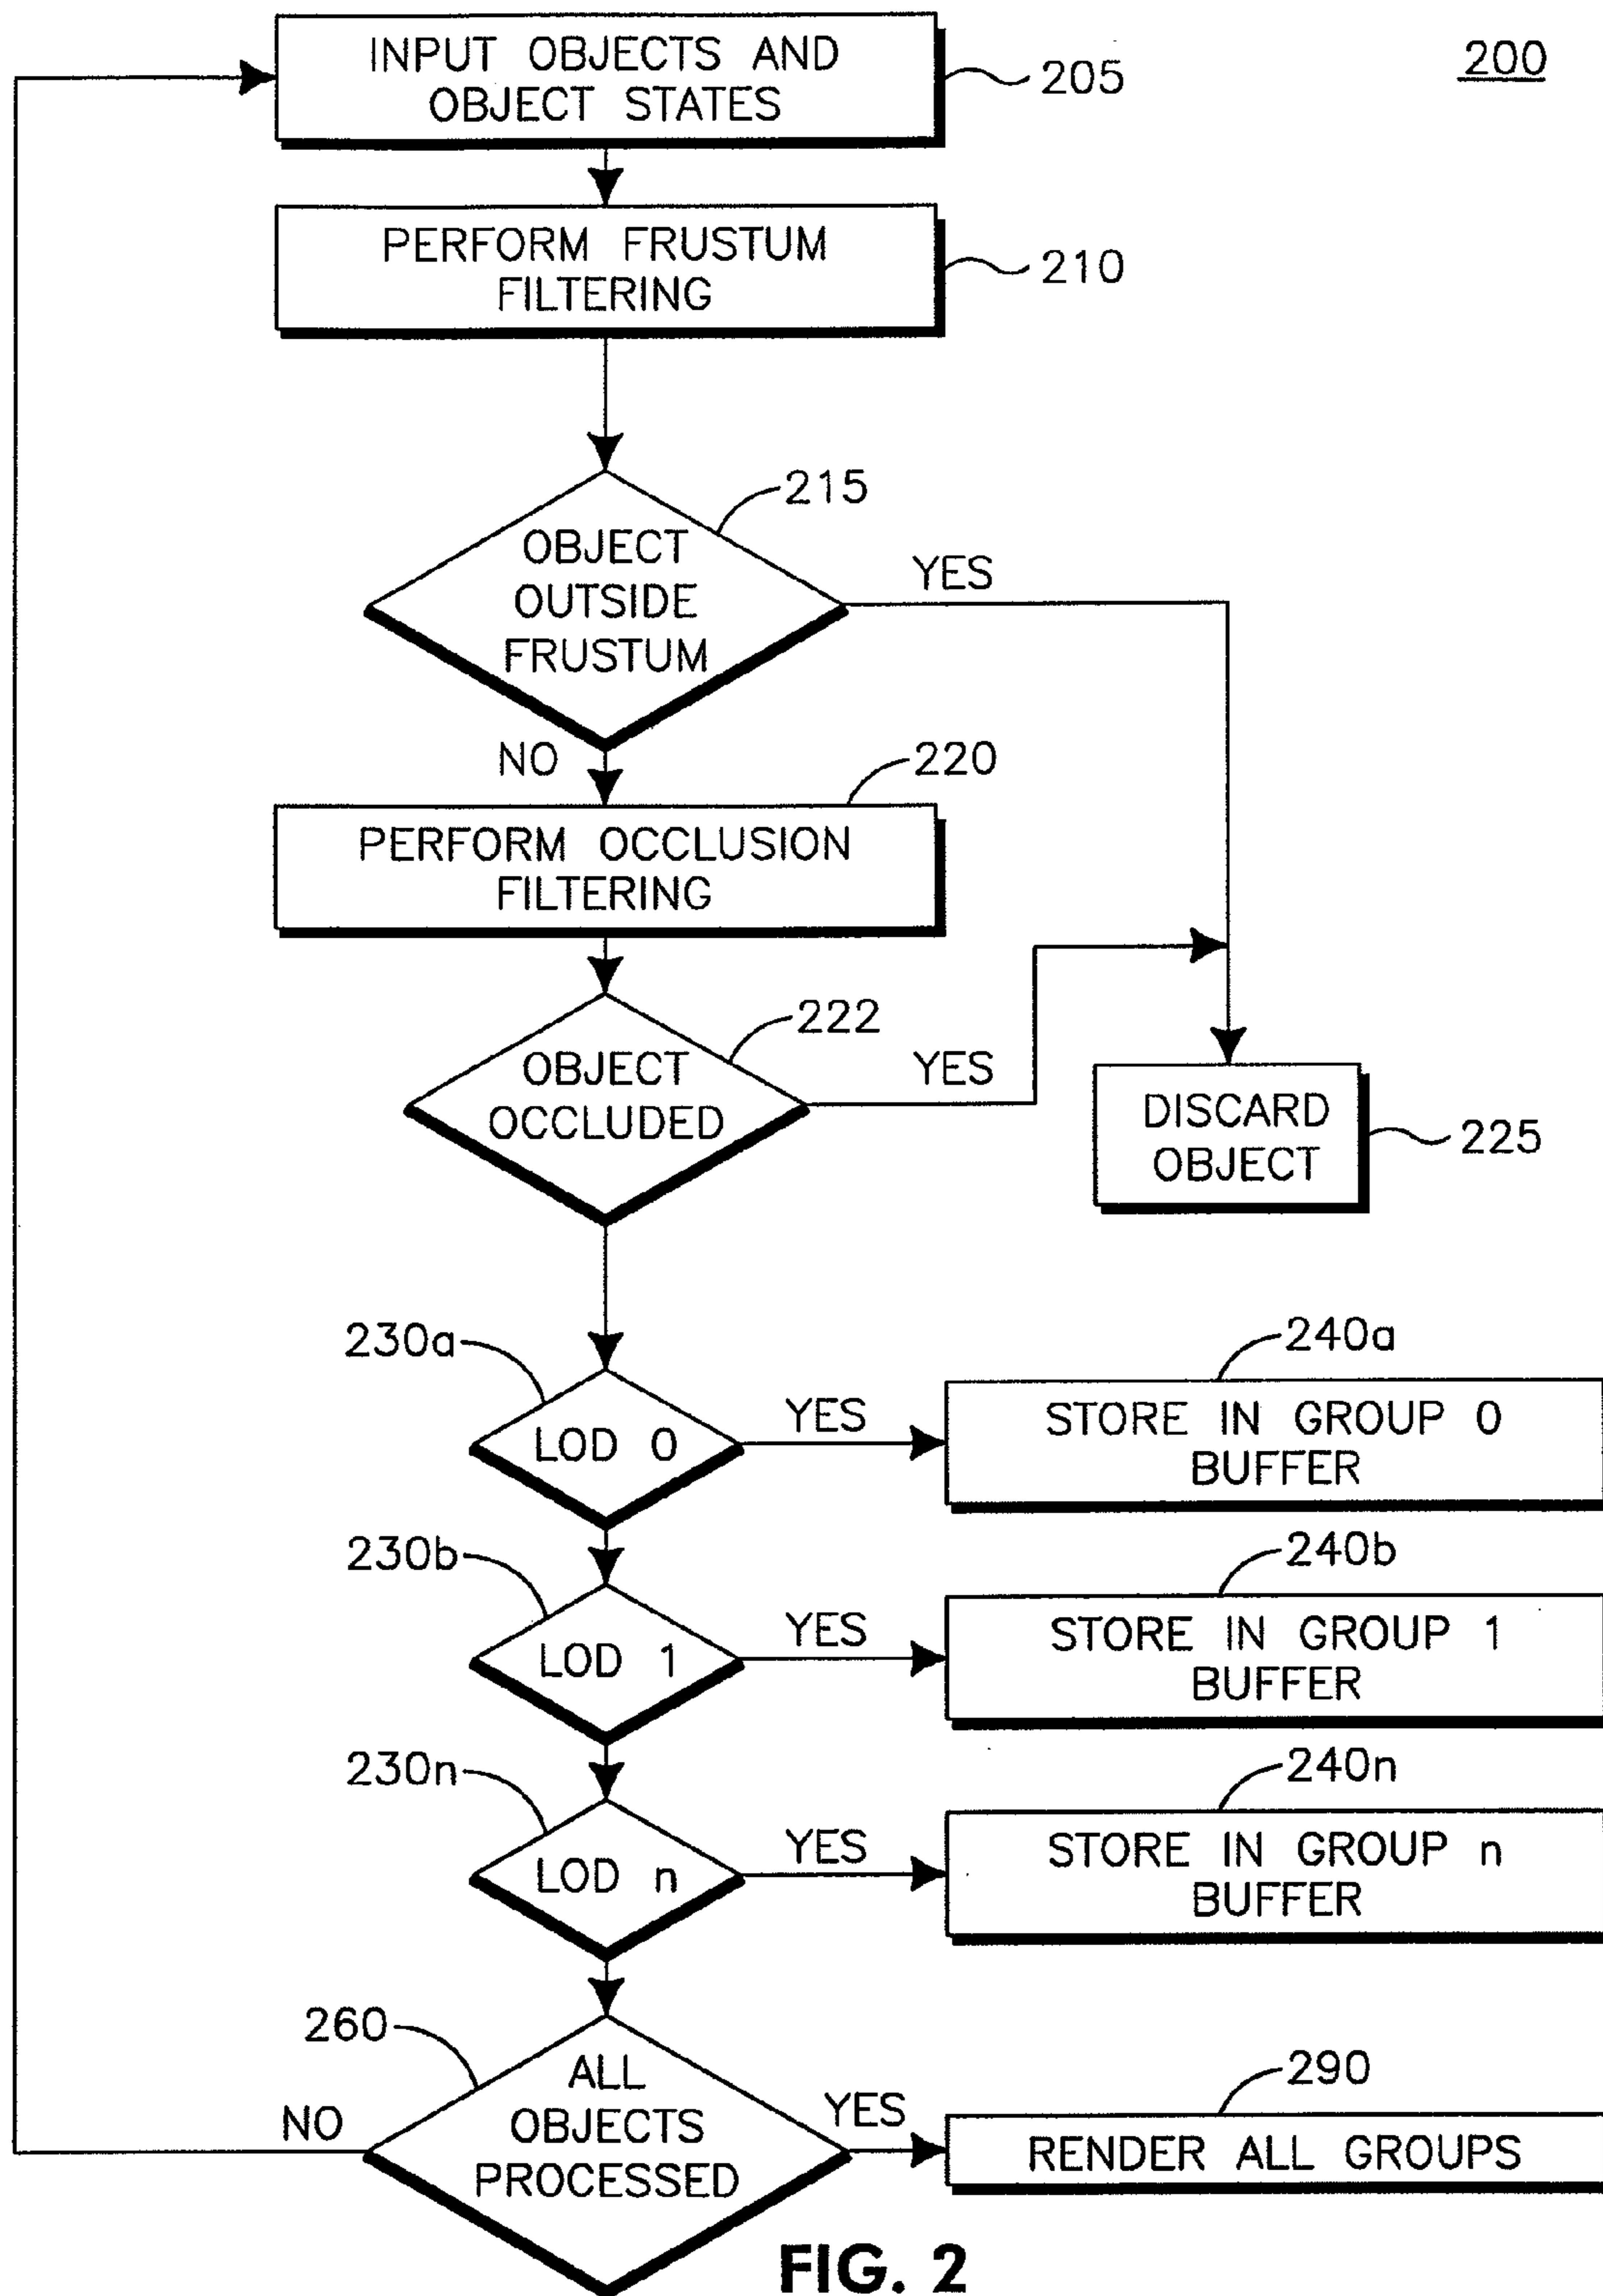 INPUT OBJECTS AND
OBJECT STATES
205
200
PERFORM FRUSTUM
FILTERING
210
215
OBJECT
OUTSIDE
FRUSTUM
YES
NO
220
PERFORM OCCLUSION
FILTERING
222
OBJECT
OCCLUDED
YES
DISCARD
OBJECT
225
230a
LOD 0
YES
240a
STORE IN GROUP 0
BUFFER
230b
LOD 1
YES
240b
STORE IN GROUP 1
BUFFER
230n
LOD n
YES
240n
STORE IN GROUP n
BUFFER
260
ALL
OBJECTS
PROCESSED
NO
YES
290
RENDER ALL GROUPS
FIG. 2